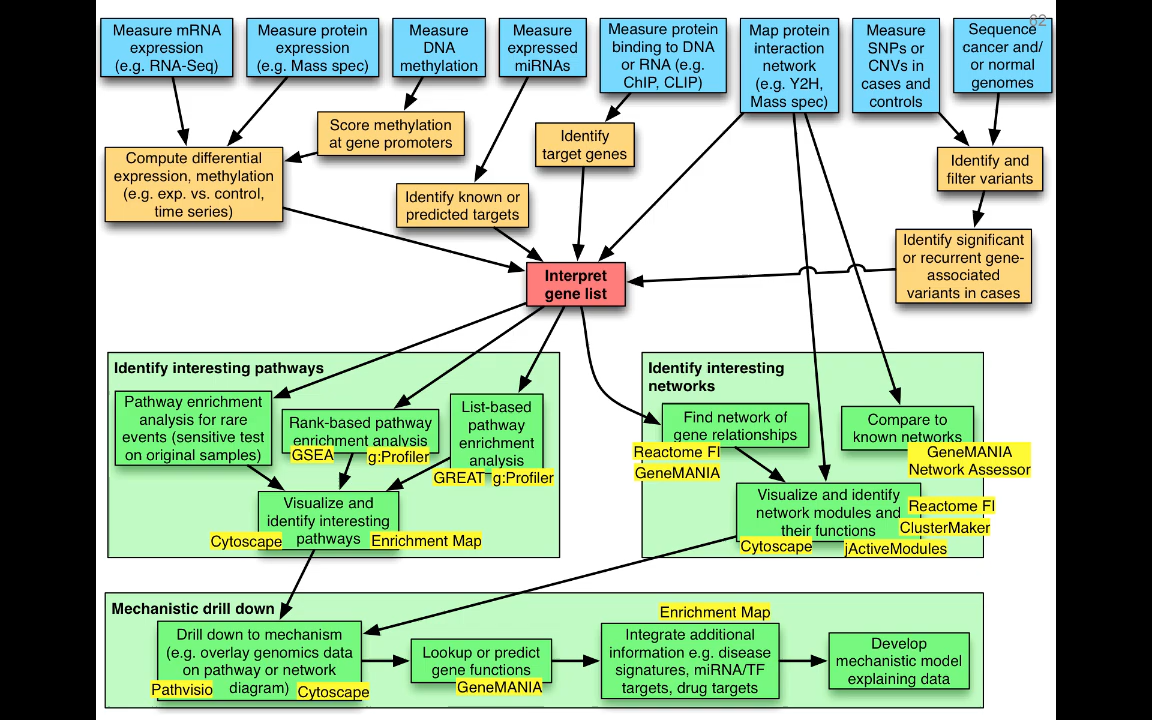 82
Measure mRNA
expression
(e.g. RNA-Seq)
Measure protein
expression
(e.g. Mass spec)
Measure
DNA
methylation
Measure
expressed
miRNAs
Measure protein
binding to DNA
or RNA (e.g.
ChIP, CLIP)
Map protein
interaction
network
(e.g. Y2H,
Mass spec)
Measure
SNPs or
CNVs in
cases and
controls
Sequence
cancer and/
or normal
genomes
Score methylation
at gene promoters
Identify
target genes
Compute differential
expression, methylation
(e.g. exp. vs. control,
time series)
Identify known or
predicted targets
Identify and
filter variants
Identify significant
or recurrent gene-
associated
variants in cases
Interpret
gene list
Identify interesting pathways
Pathway enrichment
analysis for rare
events (sensitive test
on original samples)
Rank-based pathway
enrichment analysis
GSEA
g:Profiler
List-based
pathway
enrichment
analysis
GREAT
g:Profiler
Visualize and
identify interesting
pathways
Cytoscape
Enrichment Map
Identify interesting
networks
Find network of
gene relationships
Reactome FI
GeneMANIA
Compare to
known networks
GeneMANIA
Network Assessor
Visualize and identify
network modules and
their functions
Reactome FI
ClusterMaker
Cytoscape
jActiveModules
Mechanistic drill down
Drill down to mechanism
(e.g. overlay genomics data
on pathway or network
diagram)
Pathvisio
Cytoscape
Lookup or predict
gene functions
GeneMANIA
Enrichment Map
Integrate additional
information e.g. disease
signatures, miRNA/TF
targets, drug targets
Develop
mechanistic model
explaining data